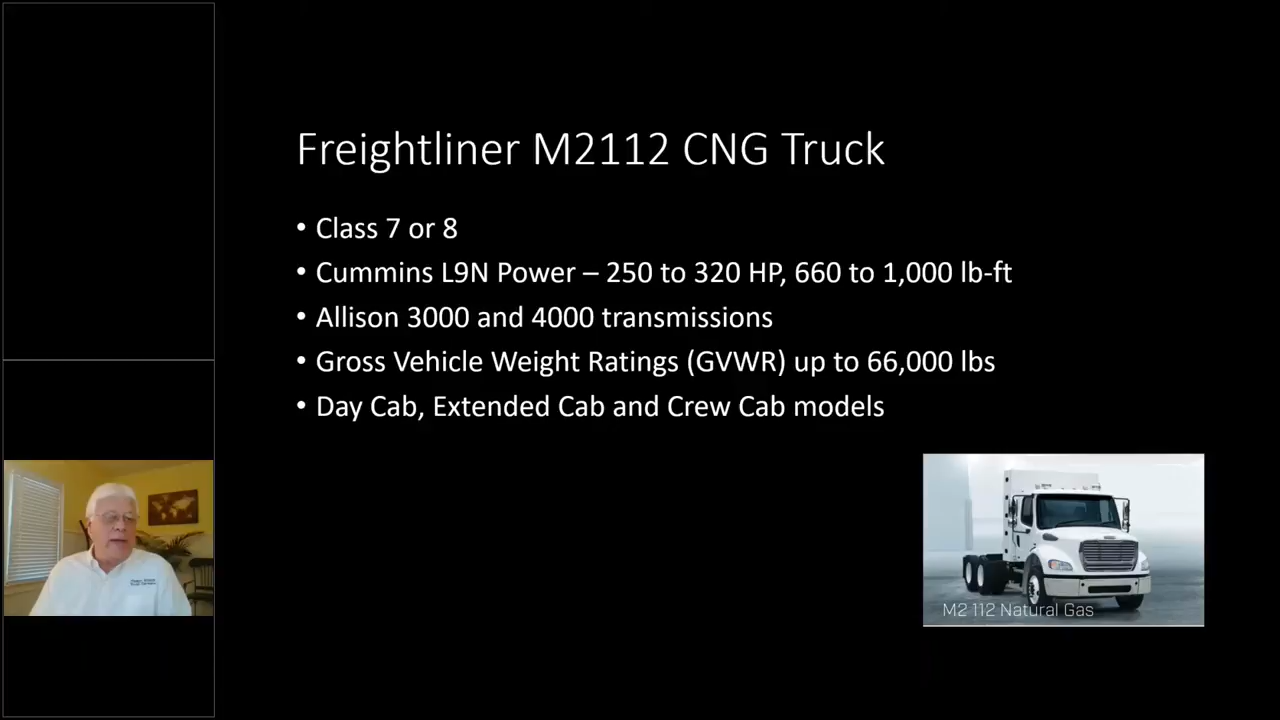 Freightliner M2112 CNG Truck
• Class 7 or 8
• Cummins L9N Power – 250 to 320 HP, 660 to 1,000 lb-ft
• Allison 3000 and 4000 transmissions
• Gross Vehicle Weight Ratings (GVWR) up to 66,000 lbs
• Day Cab, Extended Cab and Crew Cab models
M2 112 Natural Gas